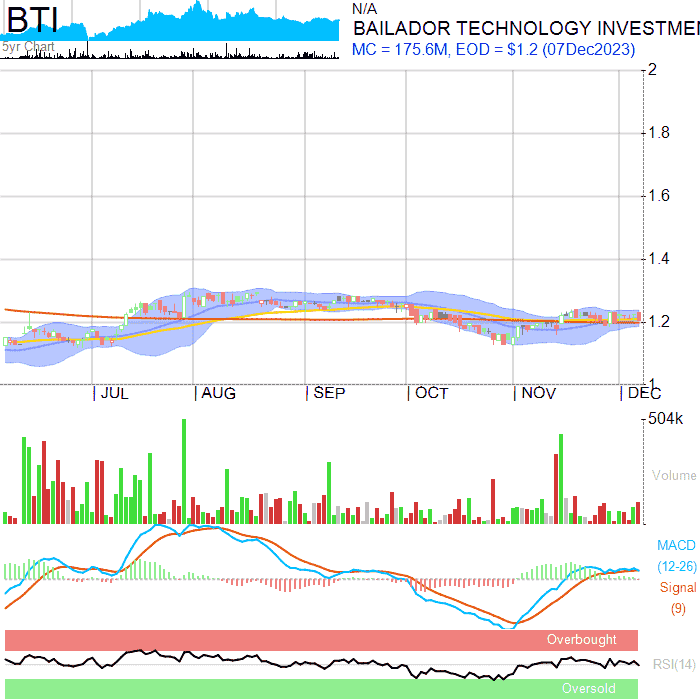 BTI
5yr Chart
N/A
BAILADOR TECHNOLOGY INVESTMEN
MC = 175.6M, EOD = $1.2 (07Dec2023)
2
1.8
1.6
1.4
1.2
1
JUL AUG SEP OCT NOV DEC
504k
Volume
MACD
(12-26)
Signal
(9)
Overbought
RSI(14)
Oversold